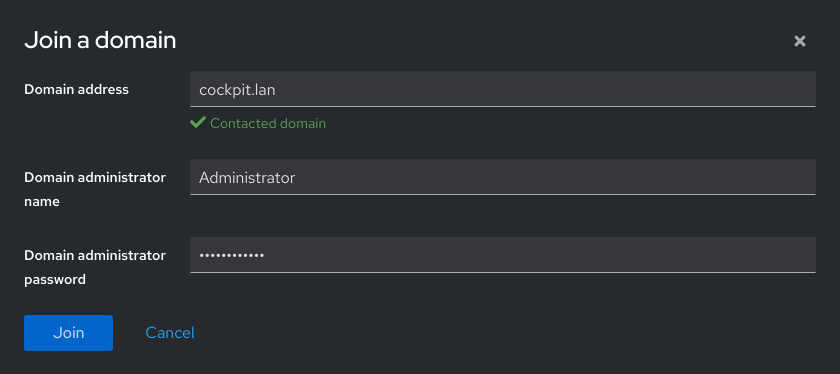 Join a domain
Domain address
cockpit.lan
Contacted domain
Domain administrator
name
Administrator
Domain administrator
password
••••••••••••
Join
Cancel